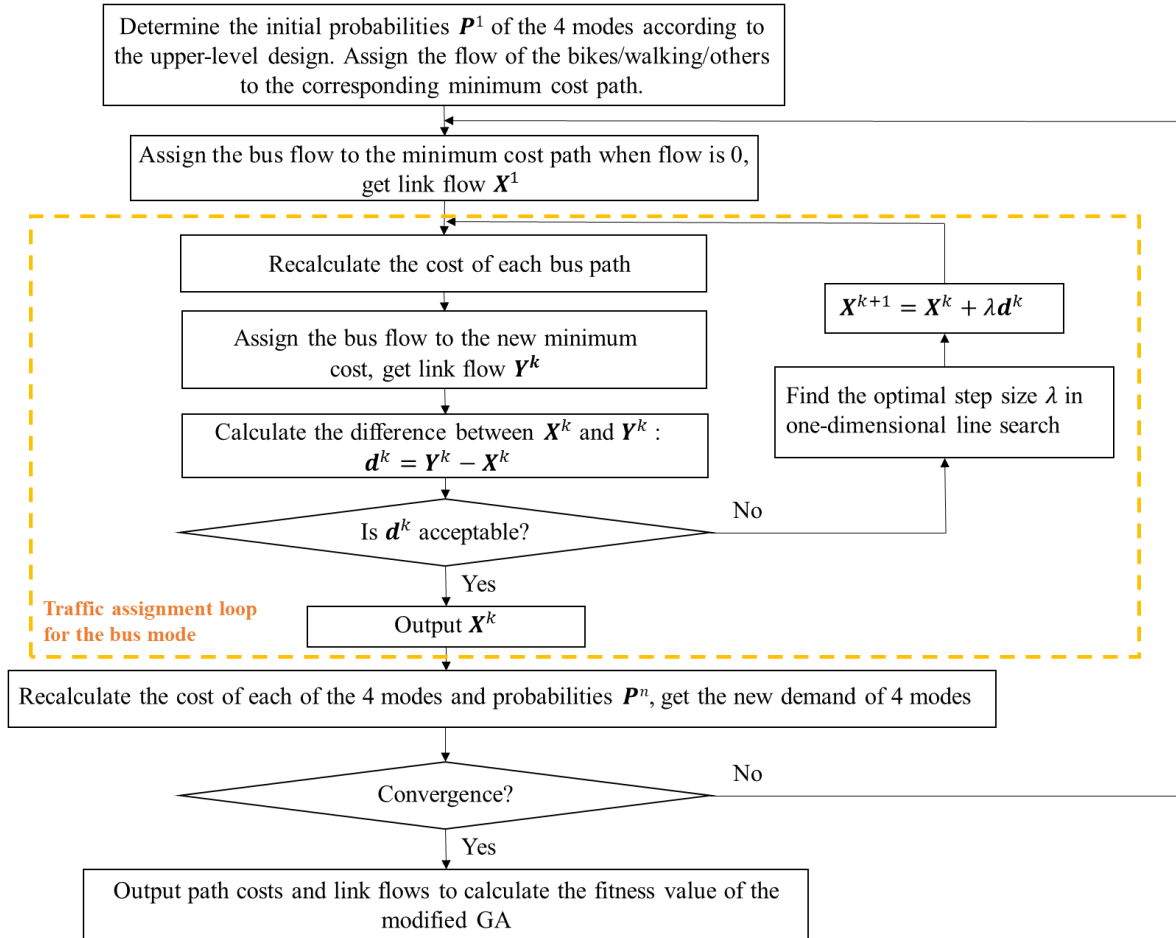 Determine the initial probabilities P¹ of the 4 modes according to
the upper-level design. Assign the flow of the bikes/walking/others
to the corresponding minimum cost path.
Assign the bus flow to the minimum cost path when flow is 0,
get link flow X¹
Recalculate the cost of each bus path
Assign the bus flow to the new minimum
cost, get link flow Yᵏ
Calculate the difference between Xᵏ and Yᵏ :
dᵏ = Yᵏ − Xᵏ
Is dᵏ acceptable?
No
Find the optimal step size λ in
one-dimensional line search
Xᵏ⁺¹ = Xᵏ + λdᵏ
Yes
Output Xᵏ
Traffic assignment loop
for the bus mode
Recalculate the cost of each of the 4 modes and probabilities Pⁿ, get the new demand of 4 modes
Convergence?
No
Yes
Output path costs and link flows to calculate the fitness value of the
modified GA